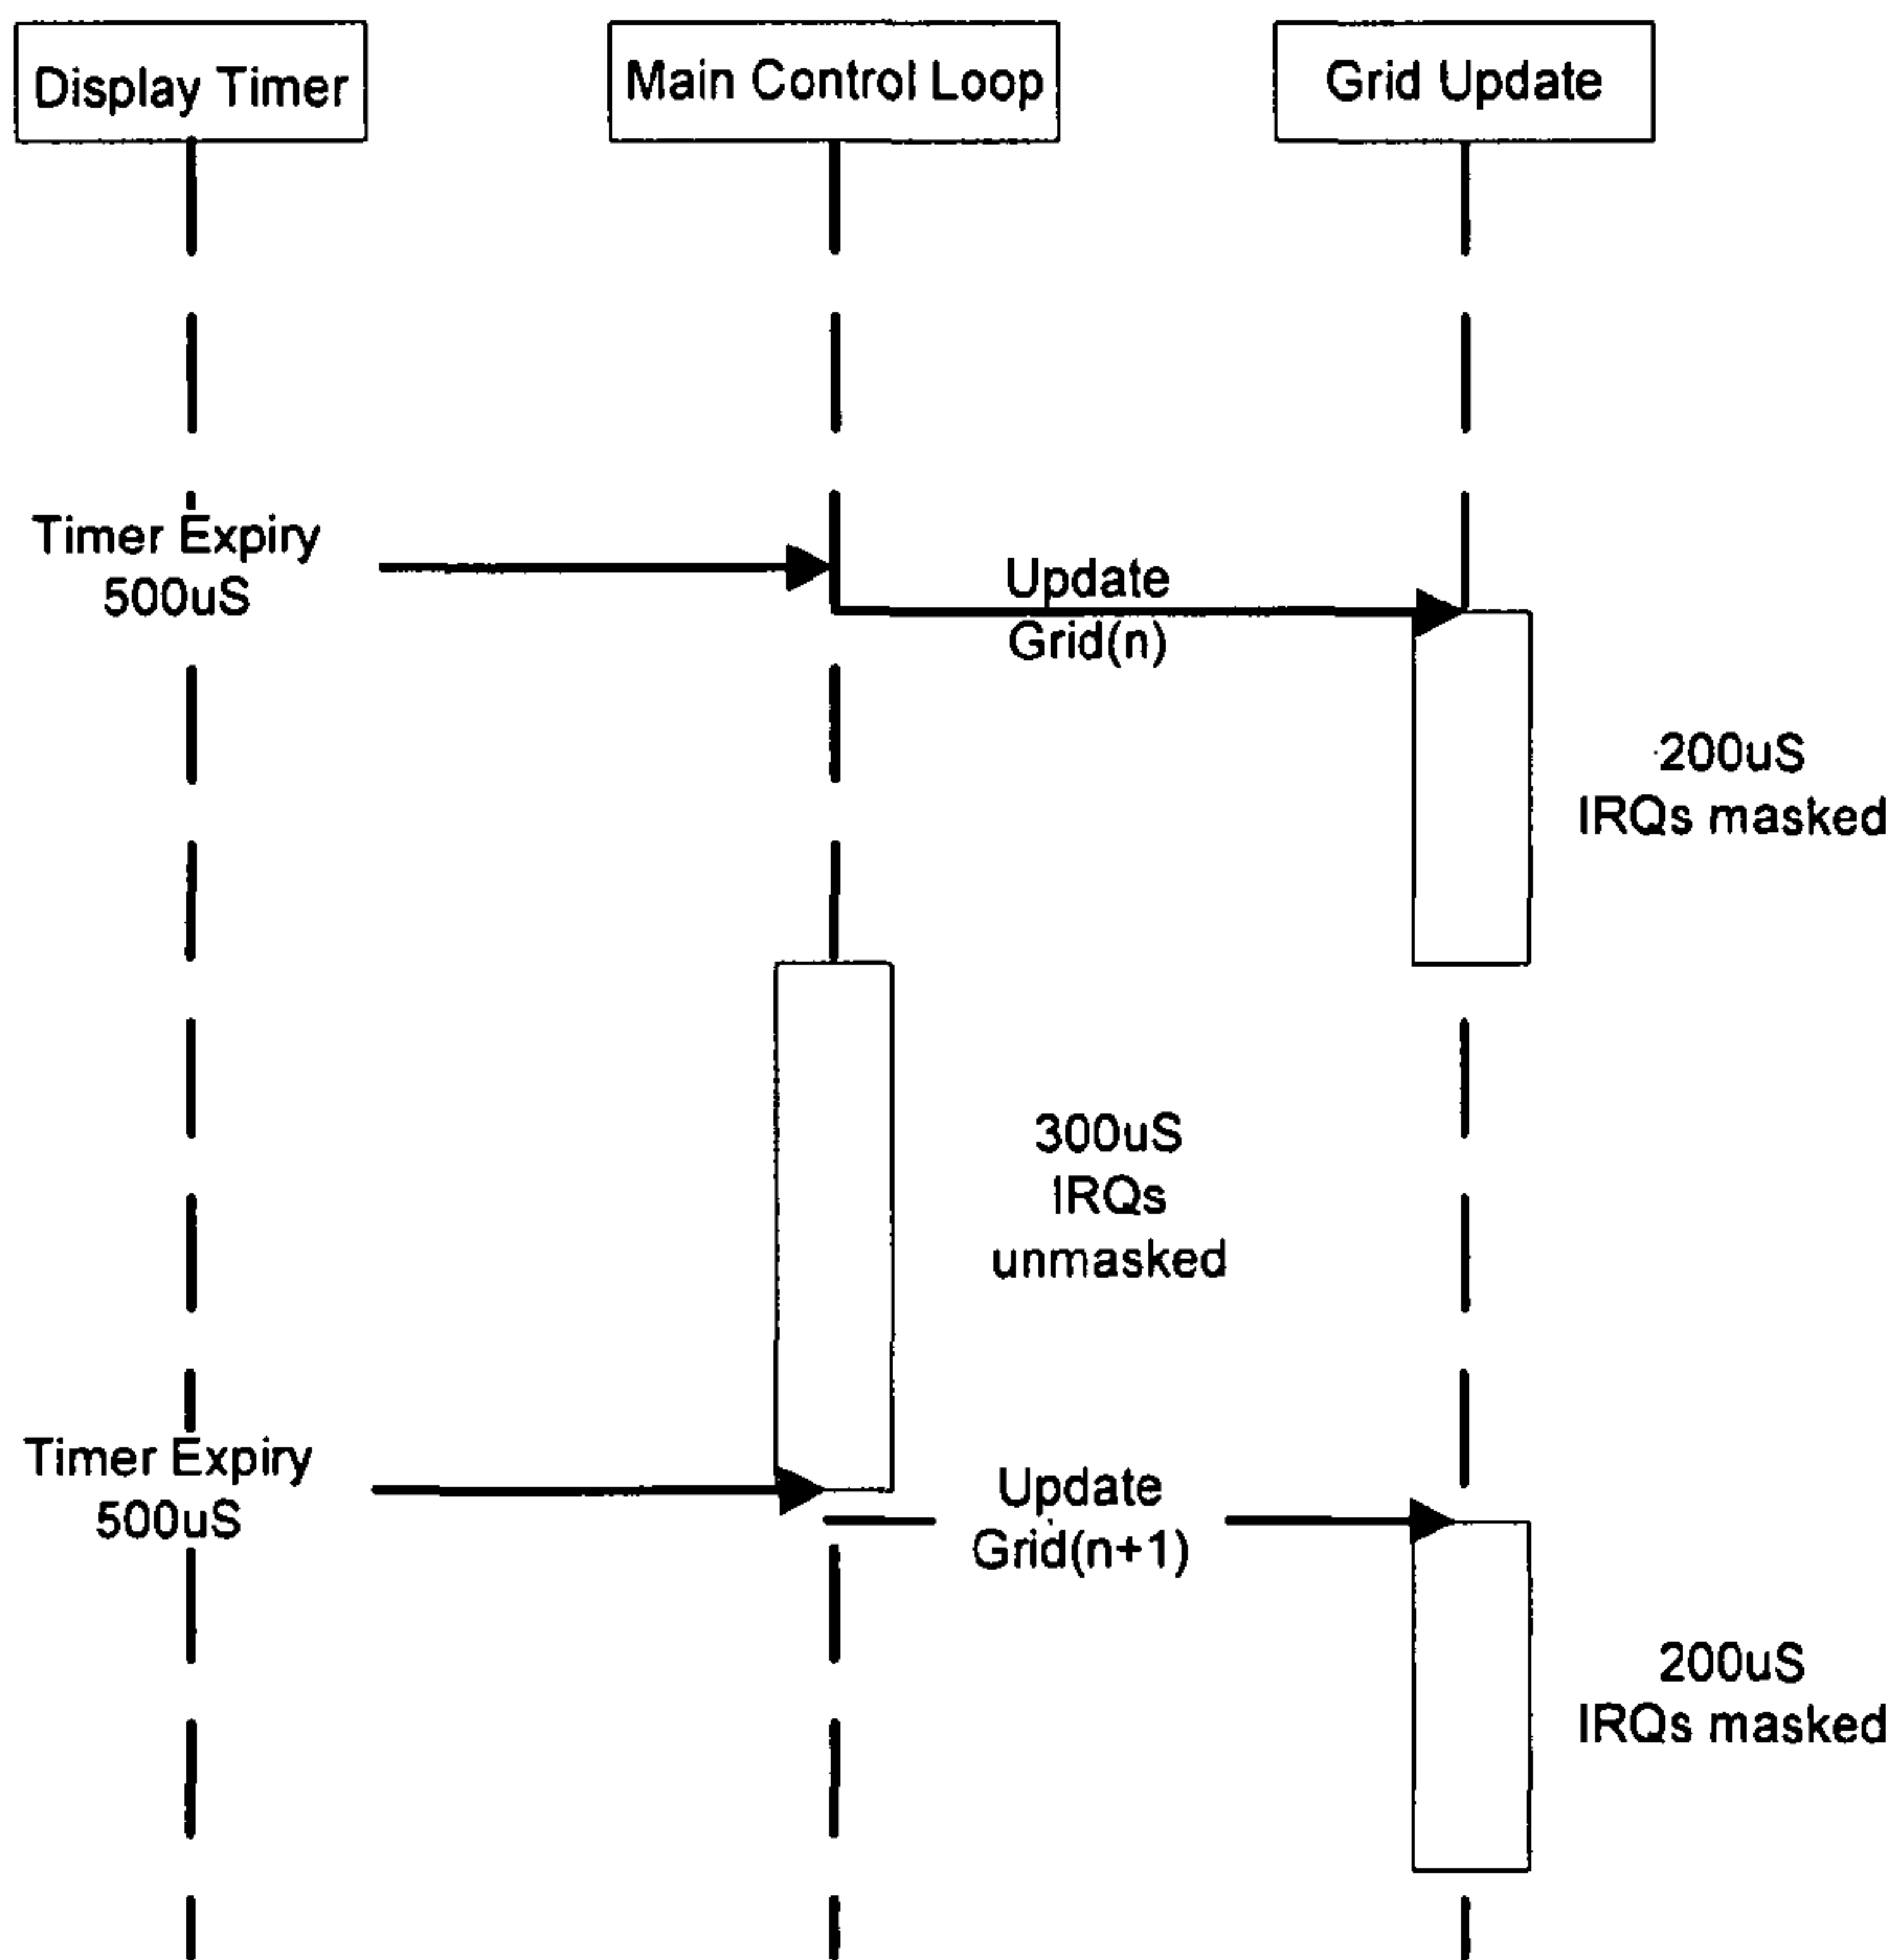 Display Timer
Main Control Loop
Grid Update
Timer Expiry
500uS
Update
Grid(n)
200uS
IRQs masked
300uS
IRQs
unmasked
Timer Expiry
500uS
Update
Grid(n+1)
200uS
IRQs masked